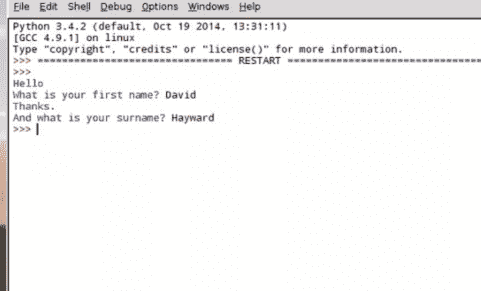 File Edit Shell Debug Options Windows Help
Python 3.4.2 (default, Oct 19 2014, 13:31:11)
[GCC 4.9.1] on linux
Type "copyright", "credits" or "license()" for more information.
>>> ================================ RESTART ================================
>>>
Hello
What is your first name? David
Thanks.
And what is your surname? Hayward
>>>